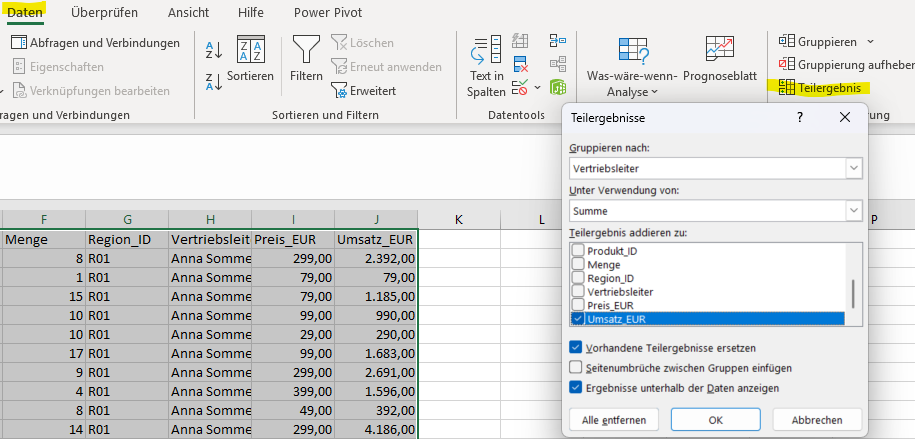 Daten Überprüfen Ansicht Hilfe Power Pivot
Abfragen und Verbindungen
Eigenschaften
Verknüpfungen bearbeiten
ragen und Verbindungen
A
Z
Z
A
Z A
A Z
Sortieren
Filtern
Löschen
Erneut anwenden
Erweitert
Sortieren und Filtern
Text in
Spalten
Datentools
Was-wäre-wenn-
Analyse
Prognoseblatt
Gruppieren
Gruppierung aufheben
Teilergebnis
rung
Teilergebnisse ? ×
Gruppieren nach:
Vertriebsleiter
Unter Verwendung von:
Summe
Teilergebnis addieren zu:
Produkt_ID
Menge
Region_ID
Vertriebsleiter
Preis_EUR
Umsatz_EUR
Vorhandene Teilergebnisse ersetzen
Seitenumbrüche zwischen Gruppen einfügen
Ergebnisse unterhalb der Daten anzeigen
Alle entfernen OK Abbrechen
F G H I J K L P
Menge Region_ID Vertriebsleit Preis_EUR Umsatz_EUR
8 R01 Anna Somme 299,00 2.392,00
1 R01 Anna Somme 79,00 79,00
15 R01 Anna Somme 79,00 1.185,00
10 R01 Anna Somme 99,00 990,00
10 R01 Anna Somme 29,00 290,00
17 R01 Anna Somme 99,00 1.683,00
9 R01 Anna Somme 299,00 2.691,00
4 R01 Anna Somme 399,00 1.596,00
8 R01 Anna Somme 49,00 392,00
14 R01 Anna Somme 299,00 4.186,00